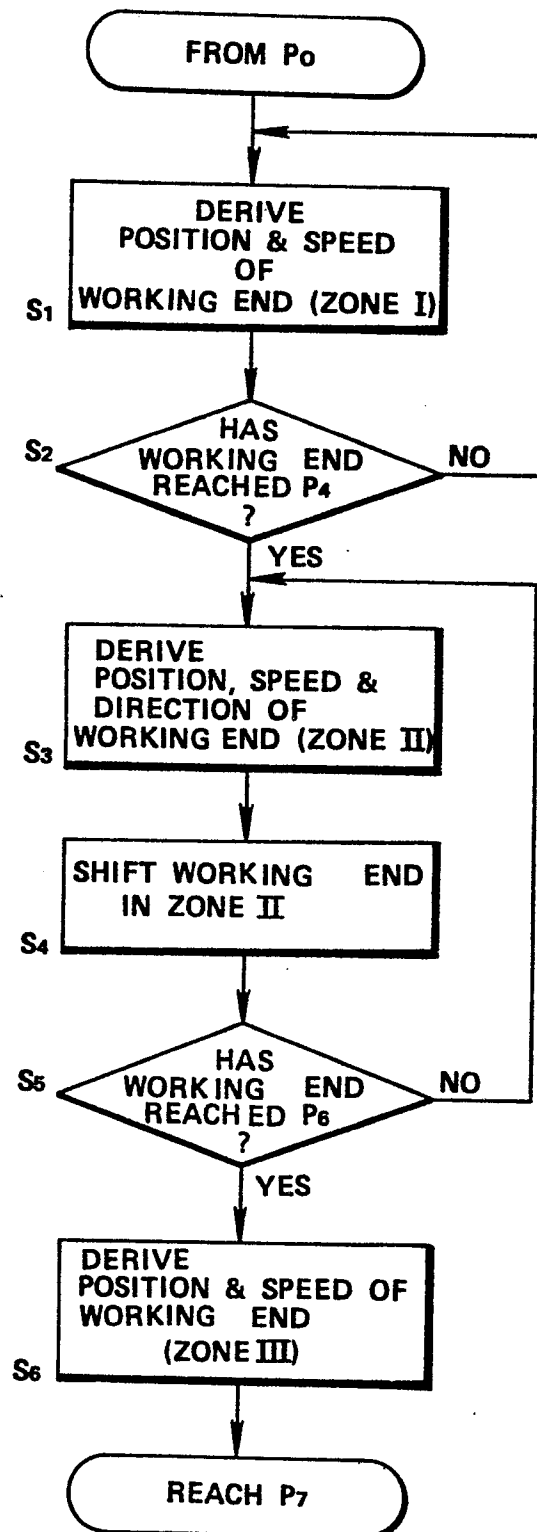 FROM P₀
DERIVE
POSITION & SPEED
OF
WORKING END (ZONE I)
S₁
HAS
WORKING END
REACHED P₄
?
S₂
NO
YES
DERIVE
POSITION, SPEED &
DIRECTION OF
WORKING END (ZONE II)
S₃
SHIFT WORKING END
IN ZONE II
S₄
HAS
WORKING END
REACHED P₆
?
S₅
NO
YES
DERIVE
POSITION & SPEED OF
WORKING END
(ZONE III)
S₆
REACH P₇